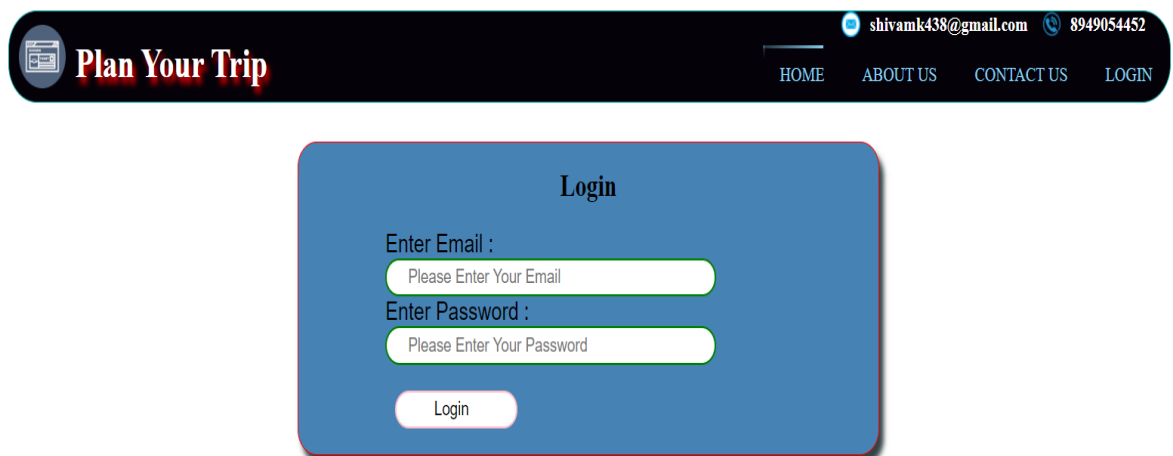 shivamk438@gmail.com 8949054452
Plan Your Trip
HOME ABOUT US CONTACT US LOGIN
Login
Enter Email :
Please Enter Your Email
Enter Password :
Please Enter Your Password
Login